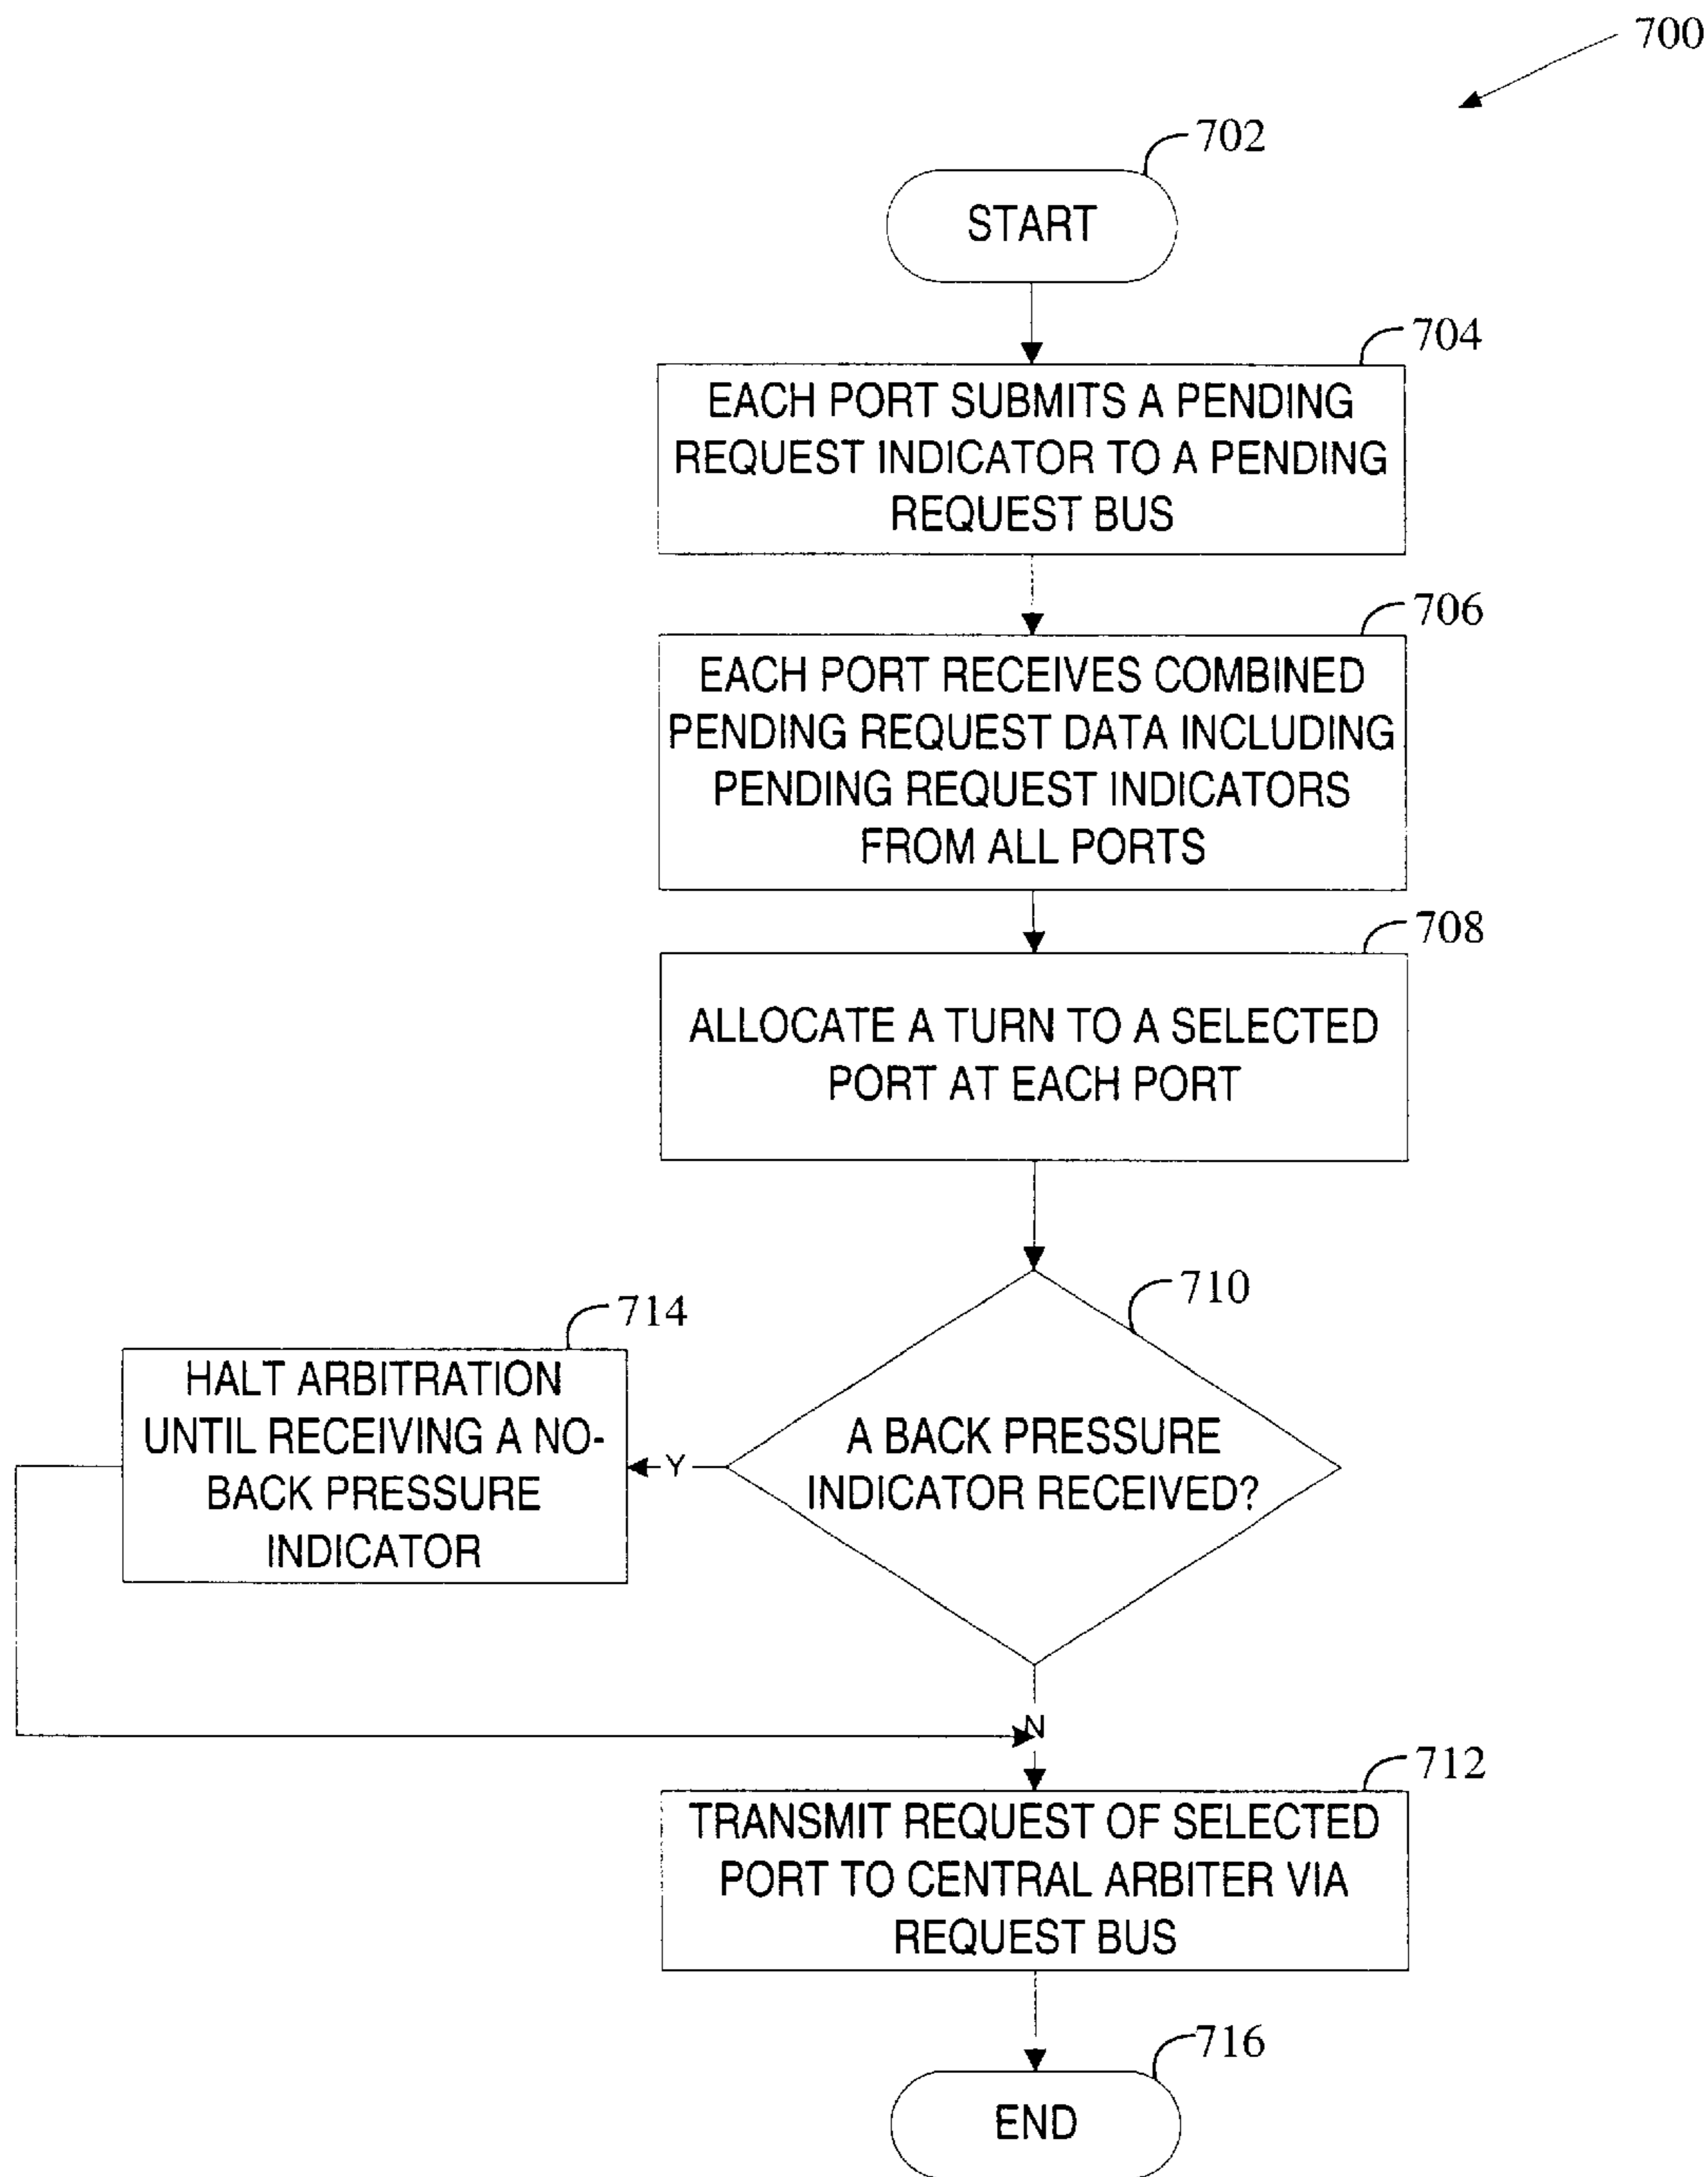 700
702
START
704
EACH PORT SUBMITS A PENDING
REQUEST INDICATOR TO A PENDING
REQUEST BUS
706
EACH PORT RECEIVES COMBINED
PENDING REQUEST DATA INCLUDING
PENDING REQUEST INDICATORS
FROM ALL PORTS
708
ALLOCATE A TURN TO A SELECTED
PORT AT EACH PORT
710
A BACK PRESSURE
INDICATOR RECEIVED?
Y
714
HALT ARBITRATION
UNTIL RECEIVING A NO-
BACK PRESSURE
INDICATOR
N
712
TRANSMIT REQUEST OF SELECTED
PORT TO CENTRAL ARBITER VIA
REQUEST BUS
716
END